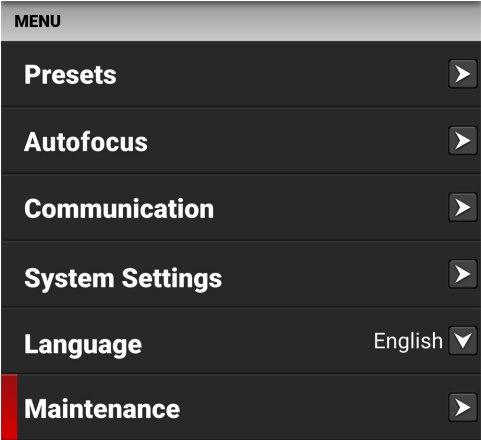 MENU
Presets
Autofocus
Communication
System Settings
Language English
Maintenance